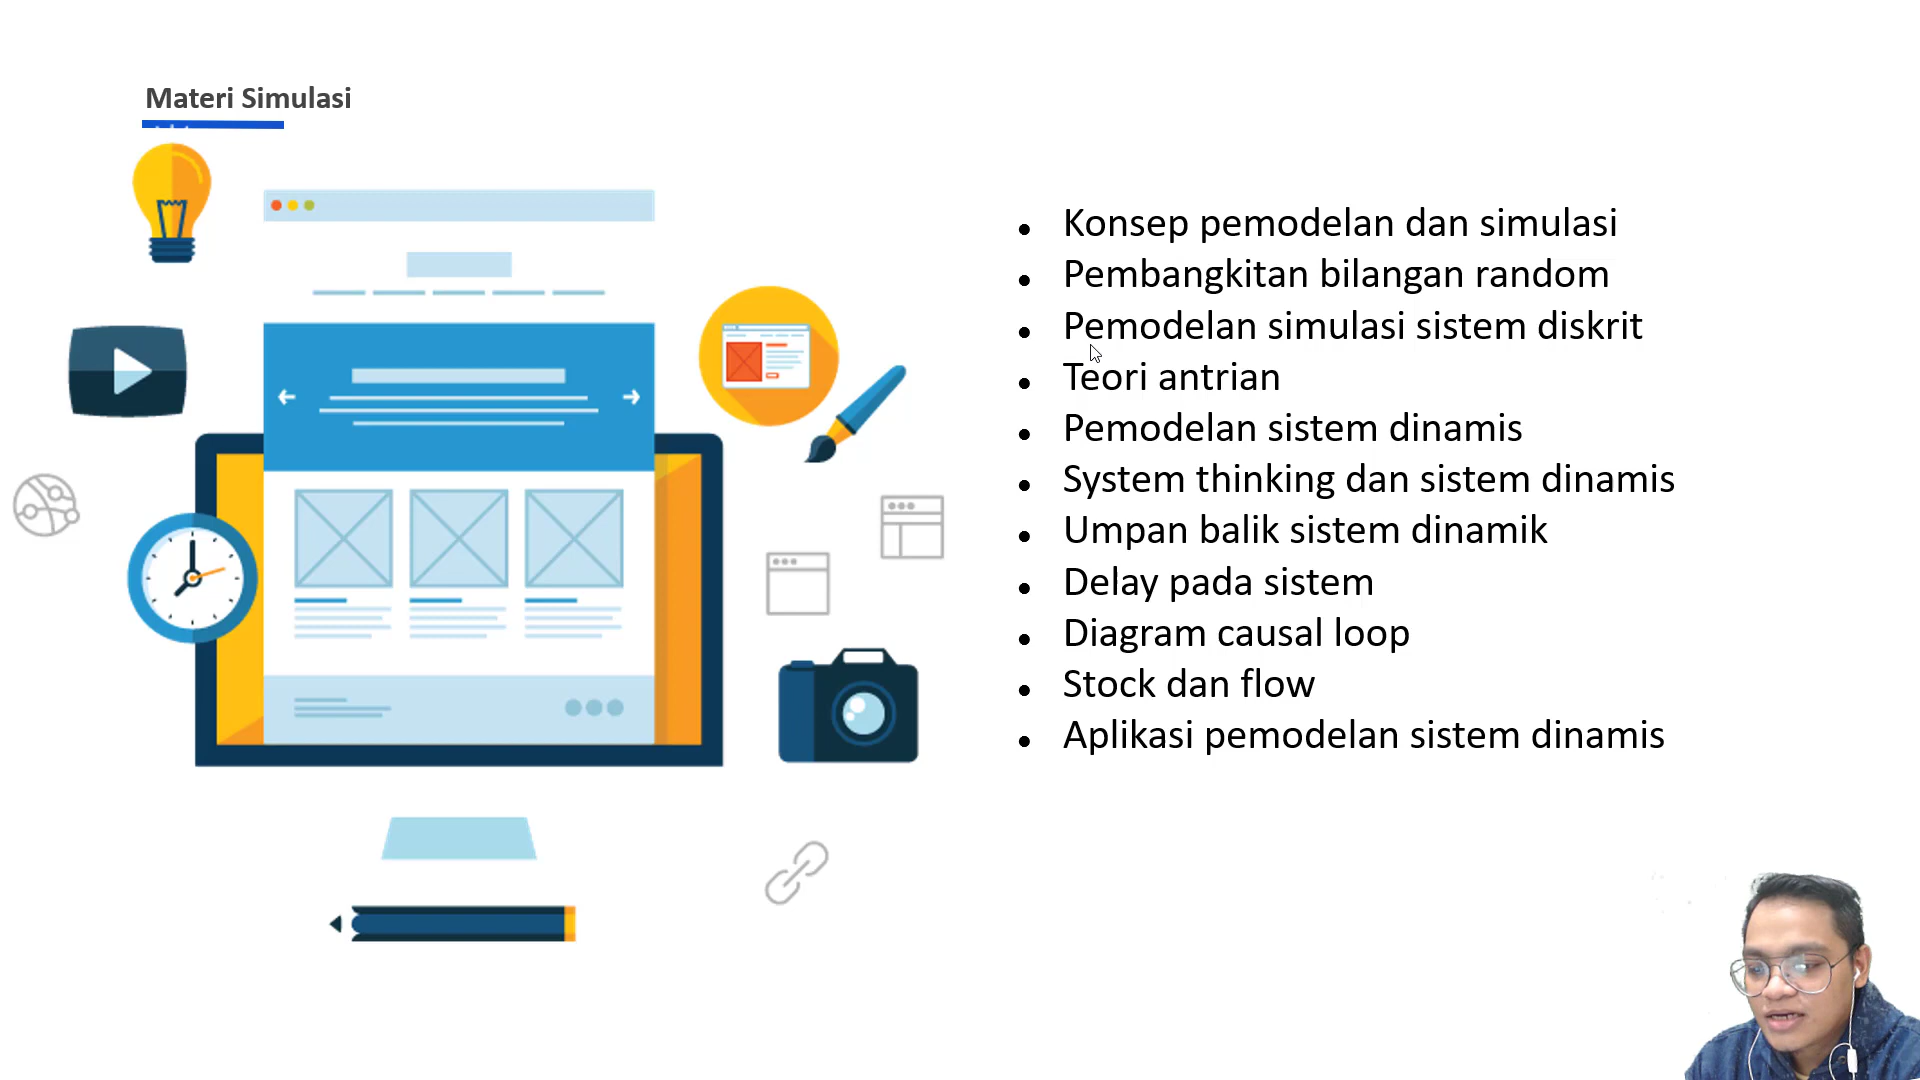 Materi Simulasi
• Konsep pemodelan dan simulasi
• Pembangkitan bilangan random
• Pemodelan simulasi sistem diskrit
• Teori antrian
• Pemodelan sistem dinamis
• System thinking dan sistem dinamis
• Umpan balik sistem dinamik
• Delay pada sistem
• Diagram causal loop
• Stock dan flow
• Aplikasi pemodelan sistem dinamis